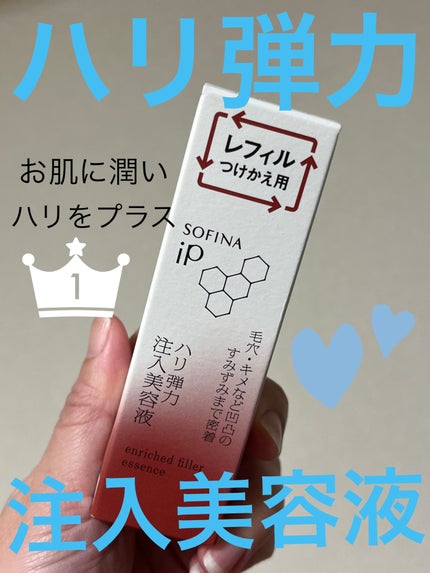 ハリ弾力
レフィル
つけかえ用
お肌に潤い
ハリをプラス
1
SOFINA
iP
毛穴・キメなど凹凸の
すみずみまで密着
ハリ弾力
注入美容液
enriched filler
essence
注入美容液